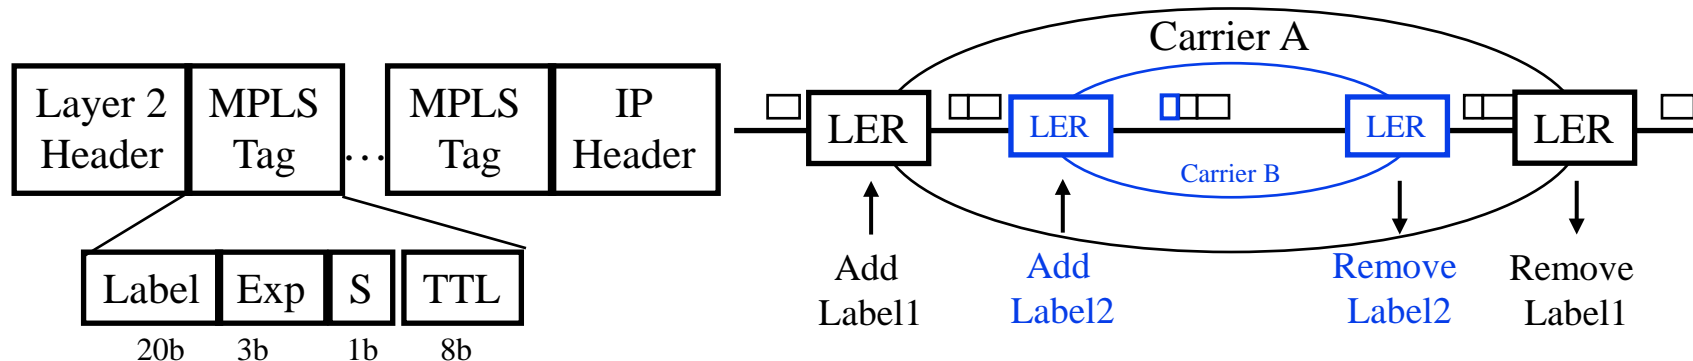 Layer 2
Header
MPLS
Tag
...
MPLS
Tag
IP
Header
Label
Exp
S
TTL
20b
3b
1b
8b
Carrier A
LER
LER
LER
LER
Carrier B
Add
Label1
Add
Label2
Remove
Label2
Remove
Label1